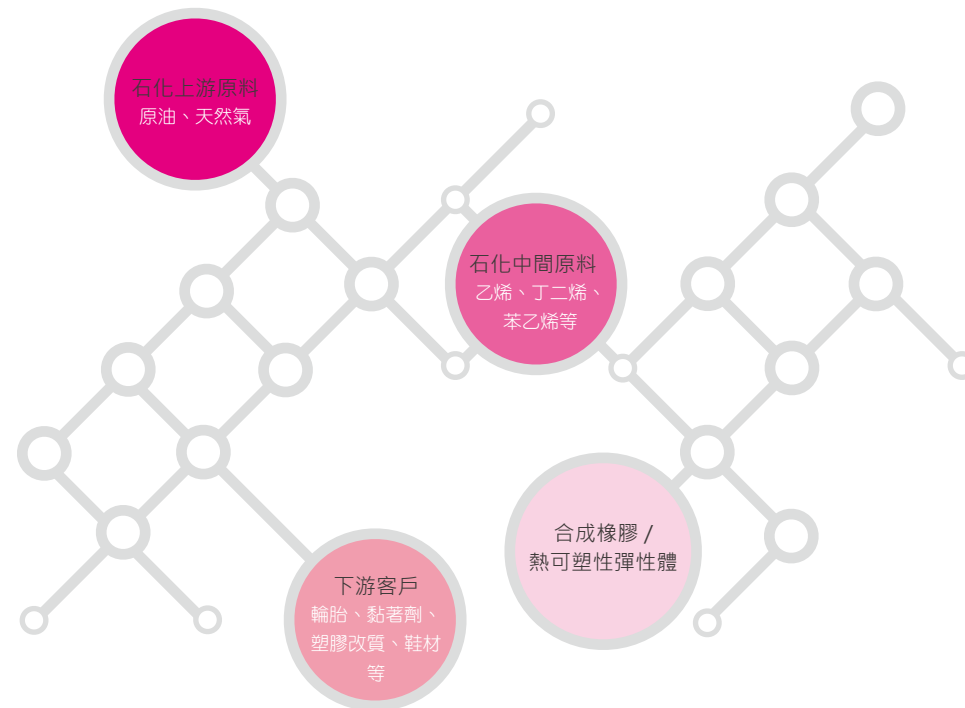 石化上游原料
原油、天然氣
石化中間原料
乙烯、丁二烯、
苯乙烯等
合成橡膠 /
熱可塑性彈性體
下游客戶
輪胎、黏著劑、
塑膠改質、鞋材
等